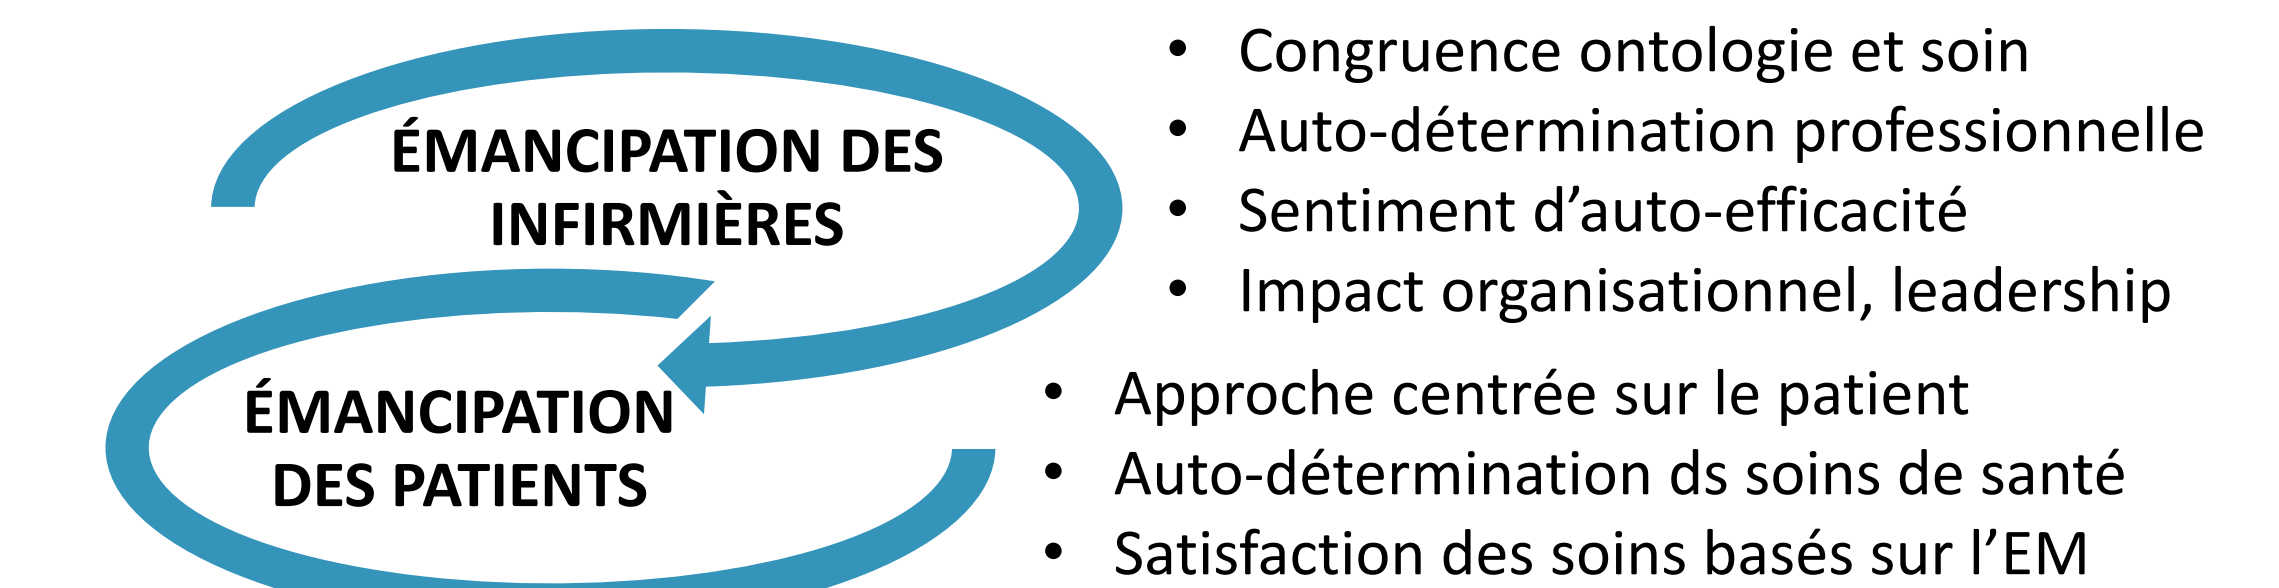 ÉMANCIPATION DES
INFIRMIÈRES
• Congruence ontologie et soin
• Auto-détermination professionnelle
• Sentiment d’auto-efficacité
• Impact organisationnel, leadership
ÉMANCIPATION
DES PATIENTS
• Approche centrée sur le patient
• Auto-détermination ds soins de santé
• Satisfaction des soins basés sur l’EM